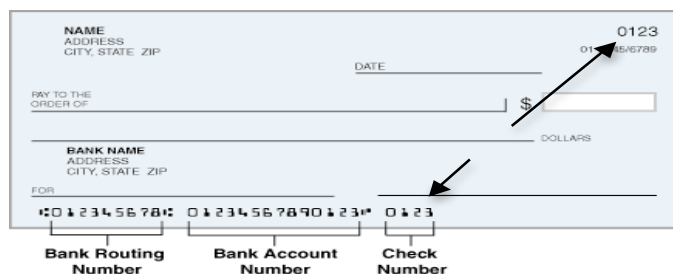 NAME 0123
ADDRESS
CITY, STATE ZIP
DATE
PAY TO THE
ORDER OF $
DOLLARS
BANK NAME
ADDRESS
CITY, STATE ZIP
FOR
⑆012345678⑆ 01234567890123⑈ 0123
Bank Routing Number Bank Account Number Check Number